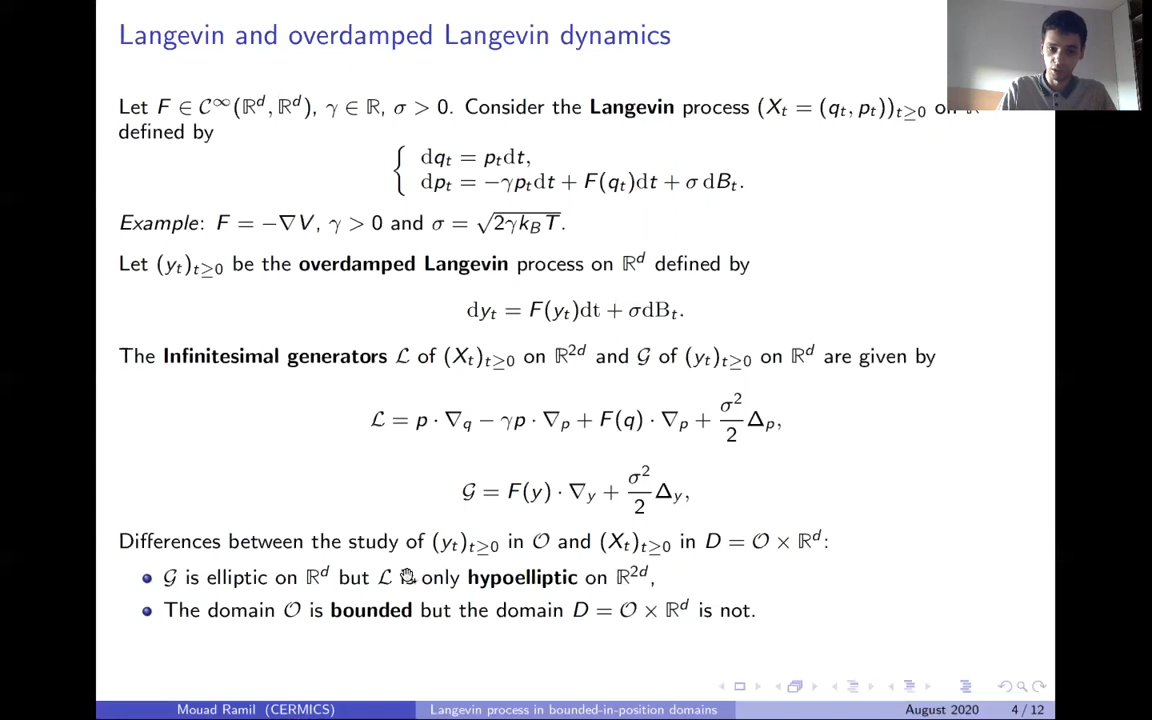 Langevin and overdamped Langevin dynamics
Let F ∈ 𝒞^∞(ℝ^d, ℝ^d), γ ∈ ℝ, σ > 0. Consider the Langevin process (X_t = (q_t, p_t))_{t≥0} on
defined by
{ dq_t = p_t dt,
dp_t = −γp_t dt + F(q_t)dt + σ dB_t.
Example: F = −∇V, γ > 0 and σ = √(2γk_B T).
Let (y_t)_{t≥0} be the overdamped Langevin process on ℝ^d defined by
dy_t = F(y_t)dt + σdB_t.
The Infinitesimal generators ℒ of (X_t)_{t≥0} on ℝ^{2d} and 𝒢 of (y_t)_{t≥0} on ℝ^d are given by
ℒ = p · ∇_q − γp · ∇_p + F(q) · ∇_p + σ²/2 Δ_p,
𝒢 = F(y) · ∇_y + σ²/2 Δ_y,
Differences between the study of (y_t)_{t≥0} in 𝒪 and (X_t)_{t≥0} in D = 𝒪 × ℝ^d:
• 𝒢 is elliptic on ℝ^d but ℒ only hypoelliptic on ℝ^{2d},
• The domain 𝒪 is bounded but the domain D = 𝒪 × ℝ^d is not.
Mouad Ramil (CERMICS) Langevin process in bounded-in-position domains August 2020 4 / 12